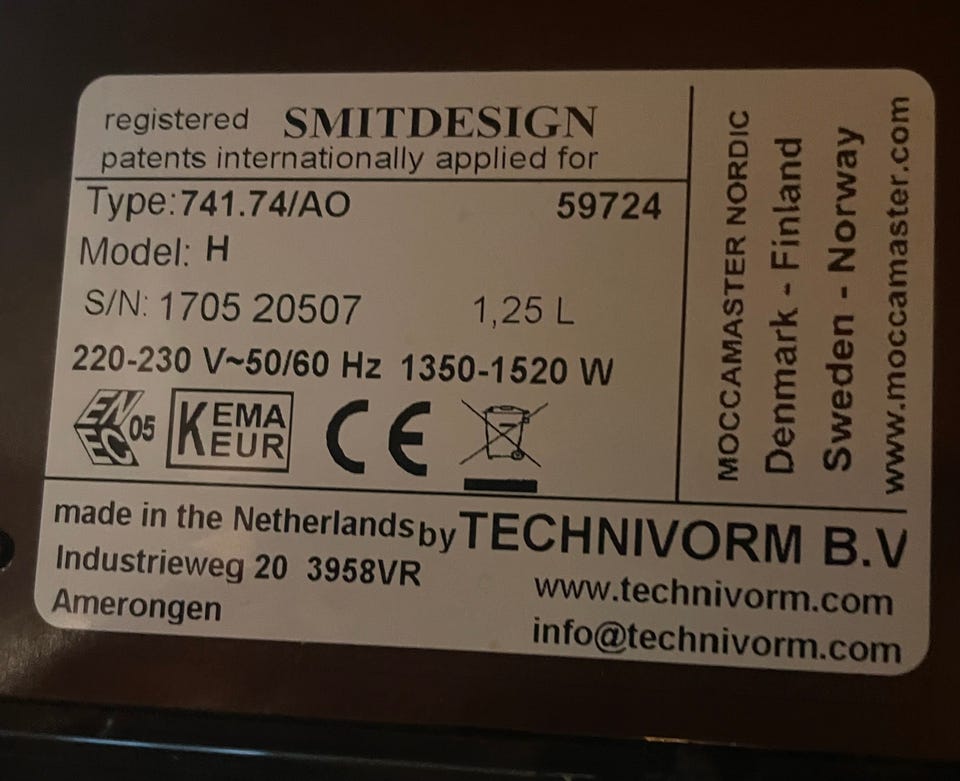 registered SMITDESIGN
patents internationally applied for
Type:741.74/AO 59724
Model: H
S/N: 1705 20507 1,25 L
220-230 V~50/60 Hz 1350-1520 W
ENEC 05 KEMA KEUR CE
made in the Netherlands by TECHNIVORM B.V
Industrieweg 20 3958VR
Amerongen
www.technivorm.com
info@technivorm.com
MOCCAMASTER NORDIC
Denmark - Finland
Sweden - Norway
www.moccamaster.com